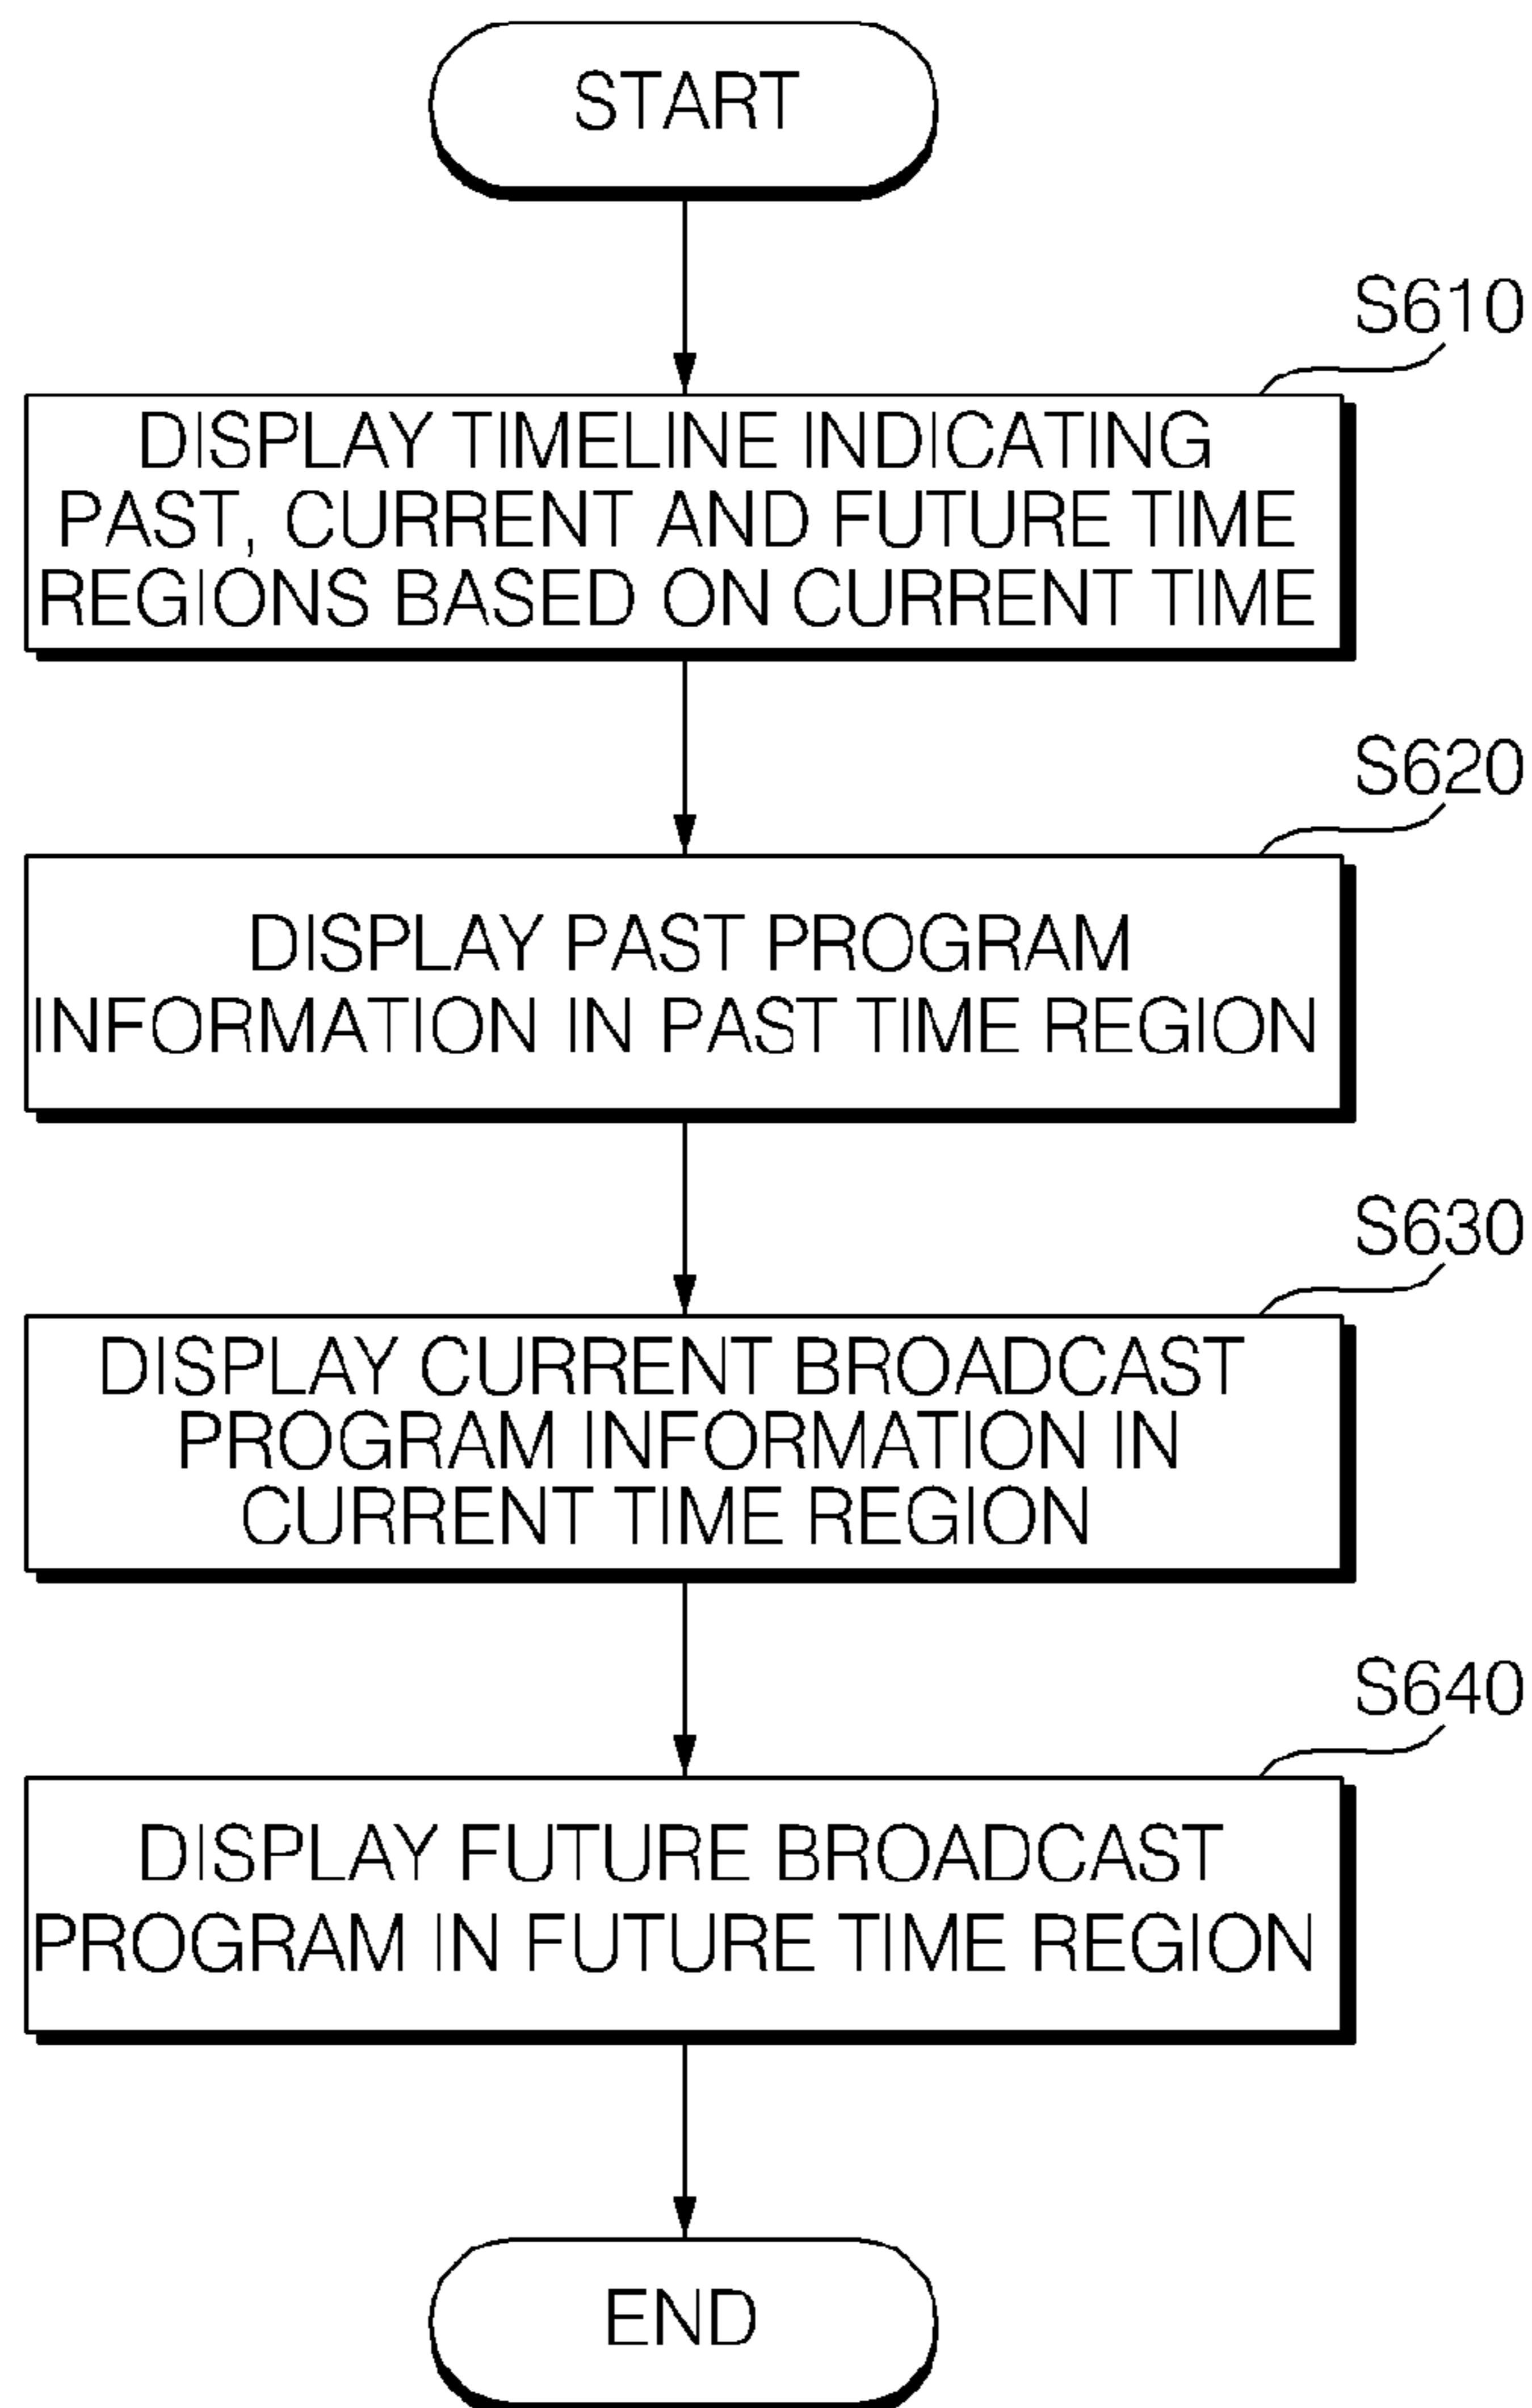 START
S610
DISPLAY TIMELINE INDICATING
PAST, CURRENT AND FUTURE TIME
REGIONS BASED ON CURRENT TIME
S620
DISPLAY PAST PROGRAM
INFORMATION IN PAST TIME REGION
S630
DISPLAY CURRENT BROADCAST
PROGRAM INFORMATION IN
CURRENT TIME REGION
S640
DISPLAY FUTURE BROADCAST
PROGRAM IN FUTURE TIME REGION
END